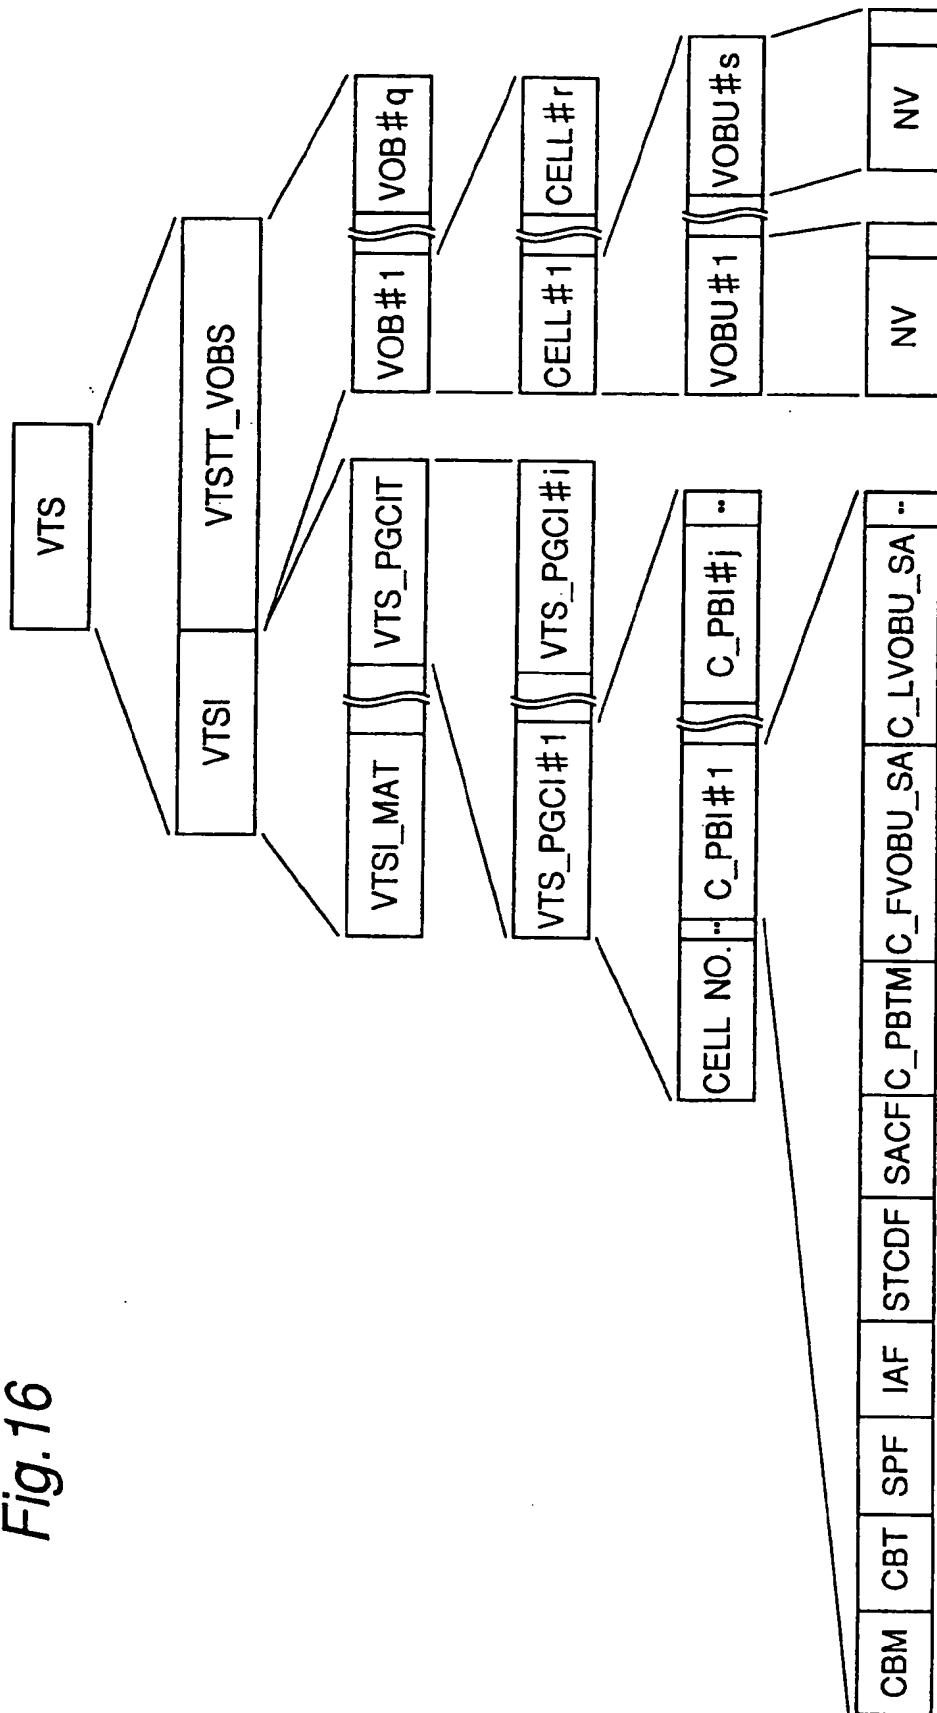 Fig.16
VTS
VTSI VTSTT_VOBS
VTSI_MAT VTS_PGCIT VOB#1 VOB#q
VTS_PGCI#1 VTS_PGCI#i CELL#1 CELL#r
CELL NO. ·· C_PBI#1 C_PBI#j ·· VOBU#1 VOBU#s
CBM CBT SPF IAF STCDF SACF C_PBTM C_FVOBU_SA C_LVOBU_SA ·· NV NV